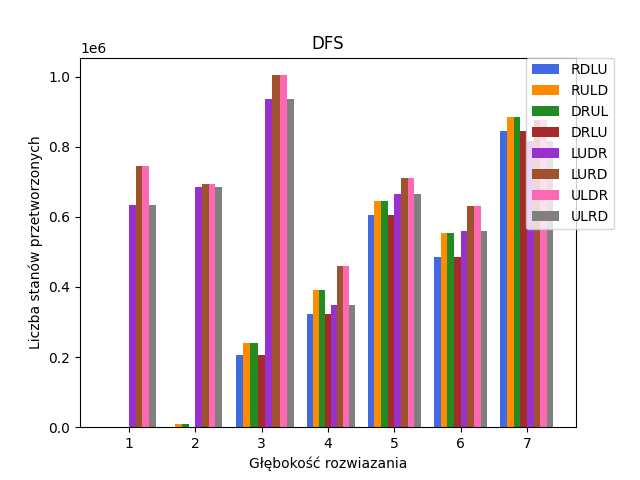 DFS
1e6
1.0
0.8
0.6
0.4
0.2
0.0
Liczba stanów przetworzonych
1 2 3 4 5 6 7
Głębokość rozwiazania
RDLU
RULD
DRUL
DRLU
LUDR
LURD
ULDR
ULRD